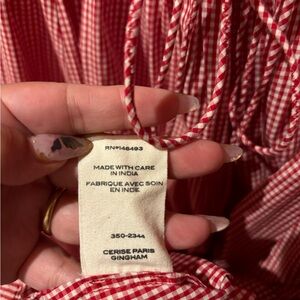 RN#146493
MADE WITH CARE
IN INDIA
FABRIQUE AVEC SOIN
EN INDE
350-2344
CERISE PARIS
GINGHAM